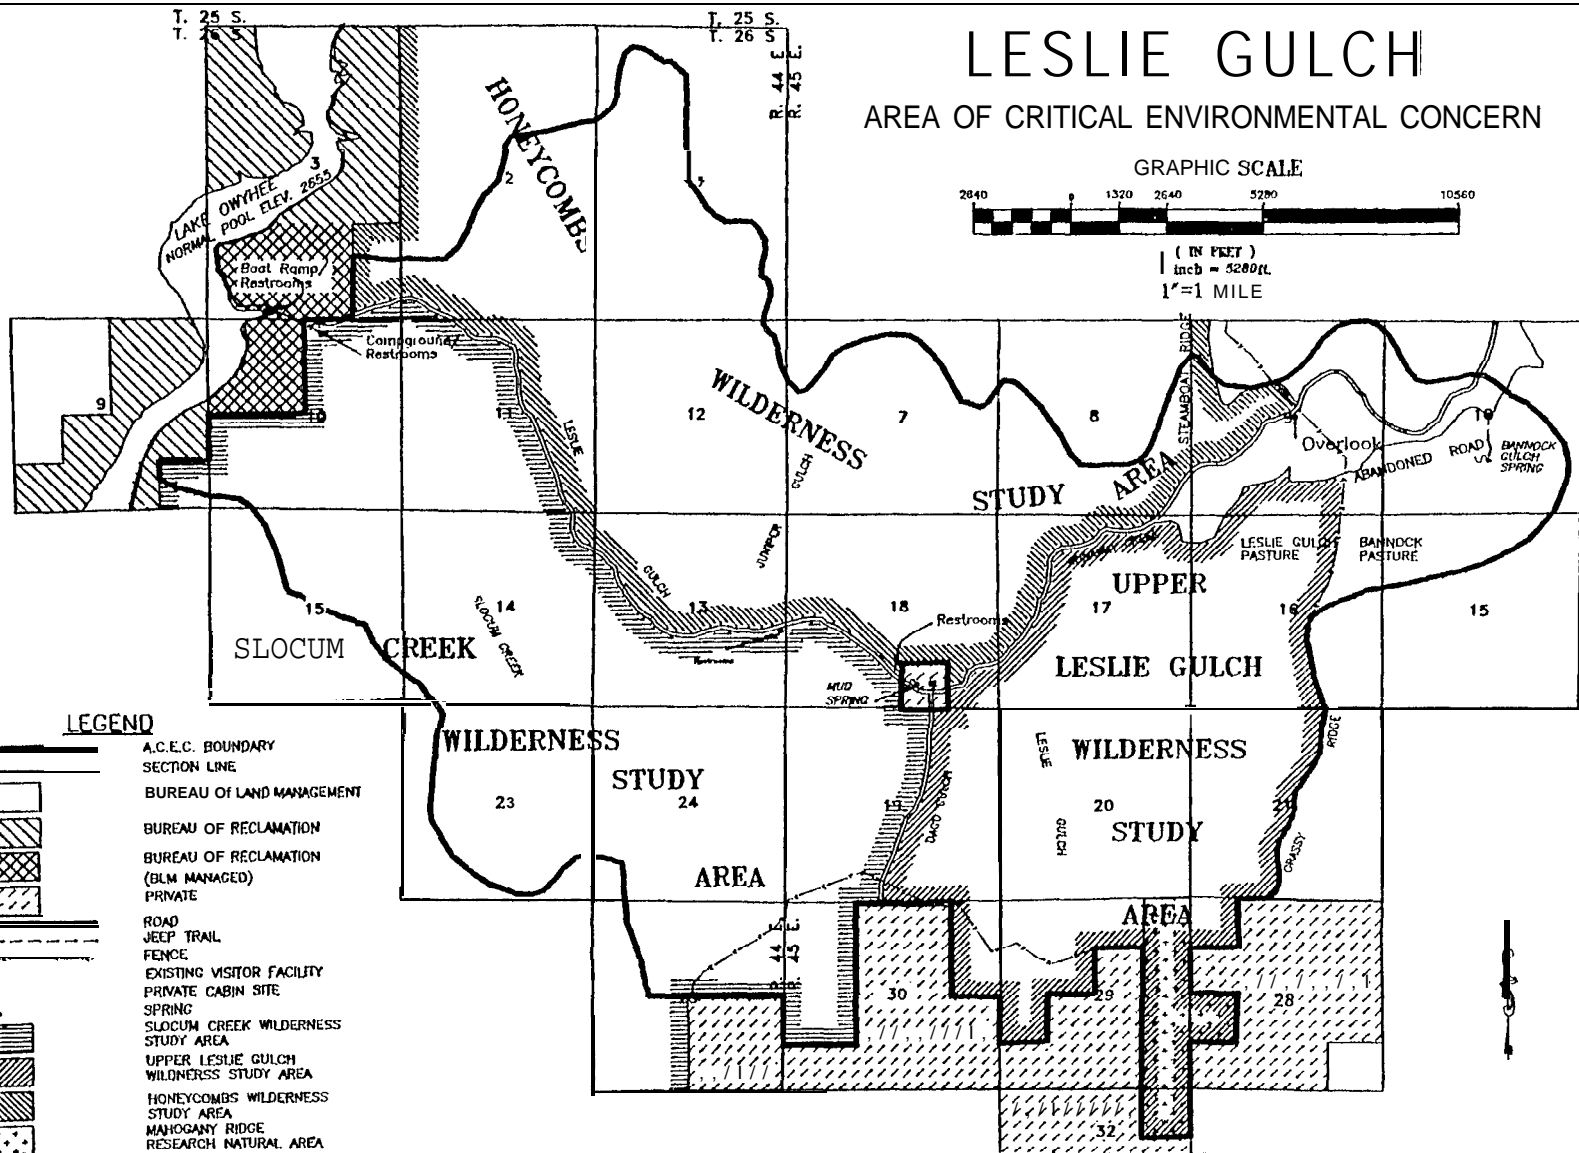 T. 25 S.
T. 26 S.
T. 25 S.
T. 26 S
R. 44 E.
R. 45 E.
LESLIE GULCH
AREA OF CRITICAL ENVIRONMENTAL CONCERN
GRAPHIC SCALE
2640 0 1320 2640 5280 10560
( IN FEET )
1 inch = 5280 ft.
1"=1 MILE
HONEYCOMBS
WILDERNESS
STUDY
AREA
3
2
LAKE OWYHEE
NORMAL POOL ELEV. 2655
Boat Ramp/
Restrooms
Campground/
Restrooms
9
10
11
12
7
8
10
LESLIE
GULCH
JUNIPER
GULCH
STEAMBOAT RIDGE
Overlook
ABANDONED ROAD
BANNOCK
GULCH
SPRING
LESLIE GULCH
PASTURE
BANNOCK
PASTURE
15
14
13
18
17
16
15
SLOCUM CREEK
SLOCUM CREEK
Restrooms
Restrooms
MUD
SPRING
UPPER
LESLIE GULCH
WILDERNESS
STUDY
AREA
WILDERNESS
STUDY
AREA
23
24
19
20
21
DAGO GULCH
LESLIE
GULCH
GRASSY
RIDGE
R. 44 E.
R. 45 E.
30
29
28
32
LEGEND
A.C.E.C. BOUNDARY
SECTION LINE
BUREAU Of LAND MANAGEMENT
BUREAU OF RECLAMATION
BUREAU OF RECLAMATION
(BLM MANAGED)
PRIVATE
ROAD
JEEP TRAIL
FENCE
EXISTING VISITOR FACILITY
PRIVATE CABIN SITE
SPRING
SLOCUM CREEK WILDERNESS
STUDY AREA
UPPER LESLIE GULCH
WILDNERSS STUDY AREA
HONEYCOMBS WILDERNESS
STUDY AREA
MAHOGANY RIDGE
RESEARCH NATURAL AREA